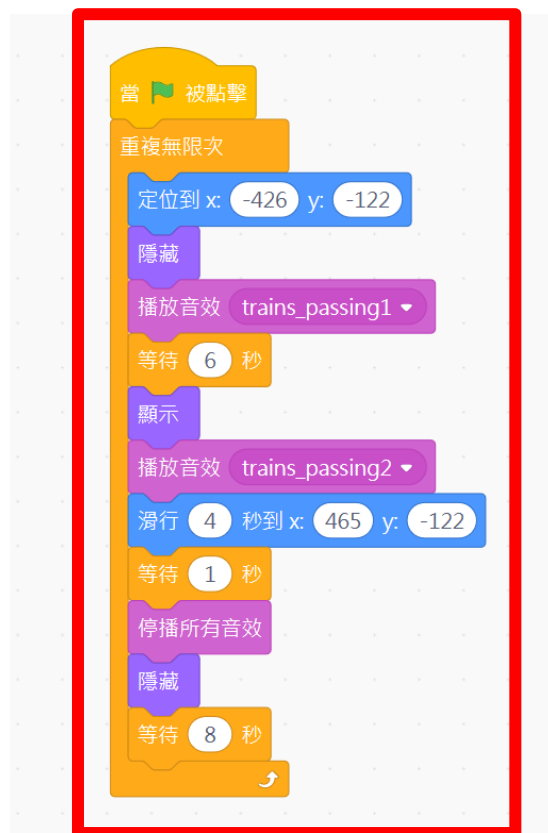 當 被點擊
重複無限次
定位到 x: -426 y: -122
隱藏
播放音效 trains_passing1
等待 6 秒
顯示
播放音效 trains_passing2
滑行 4 秒到 x: 465 y: -122
等待 1 秒
停播所有音效
隱藏
等待 8 秒